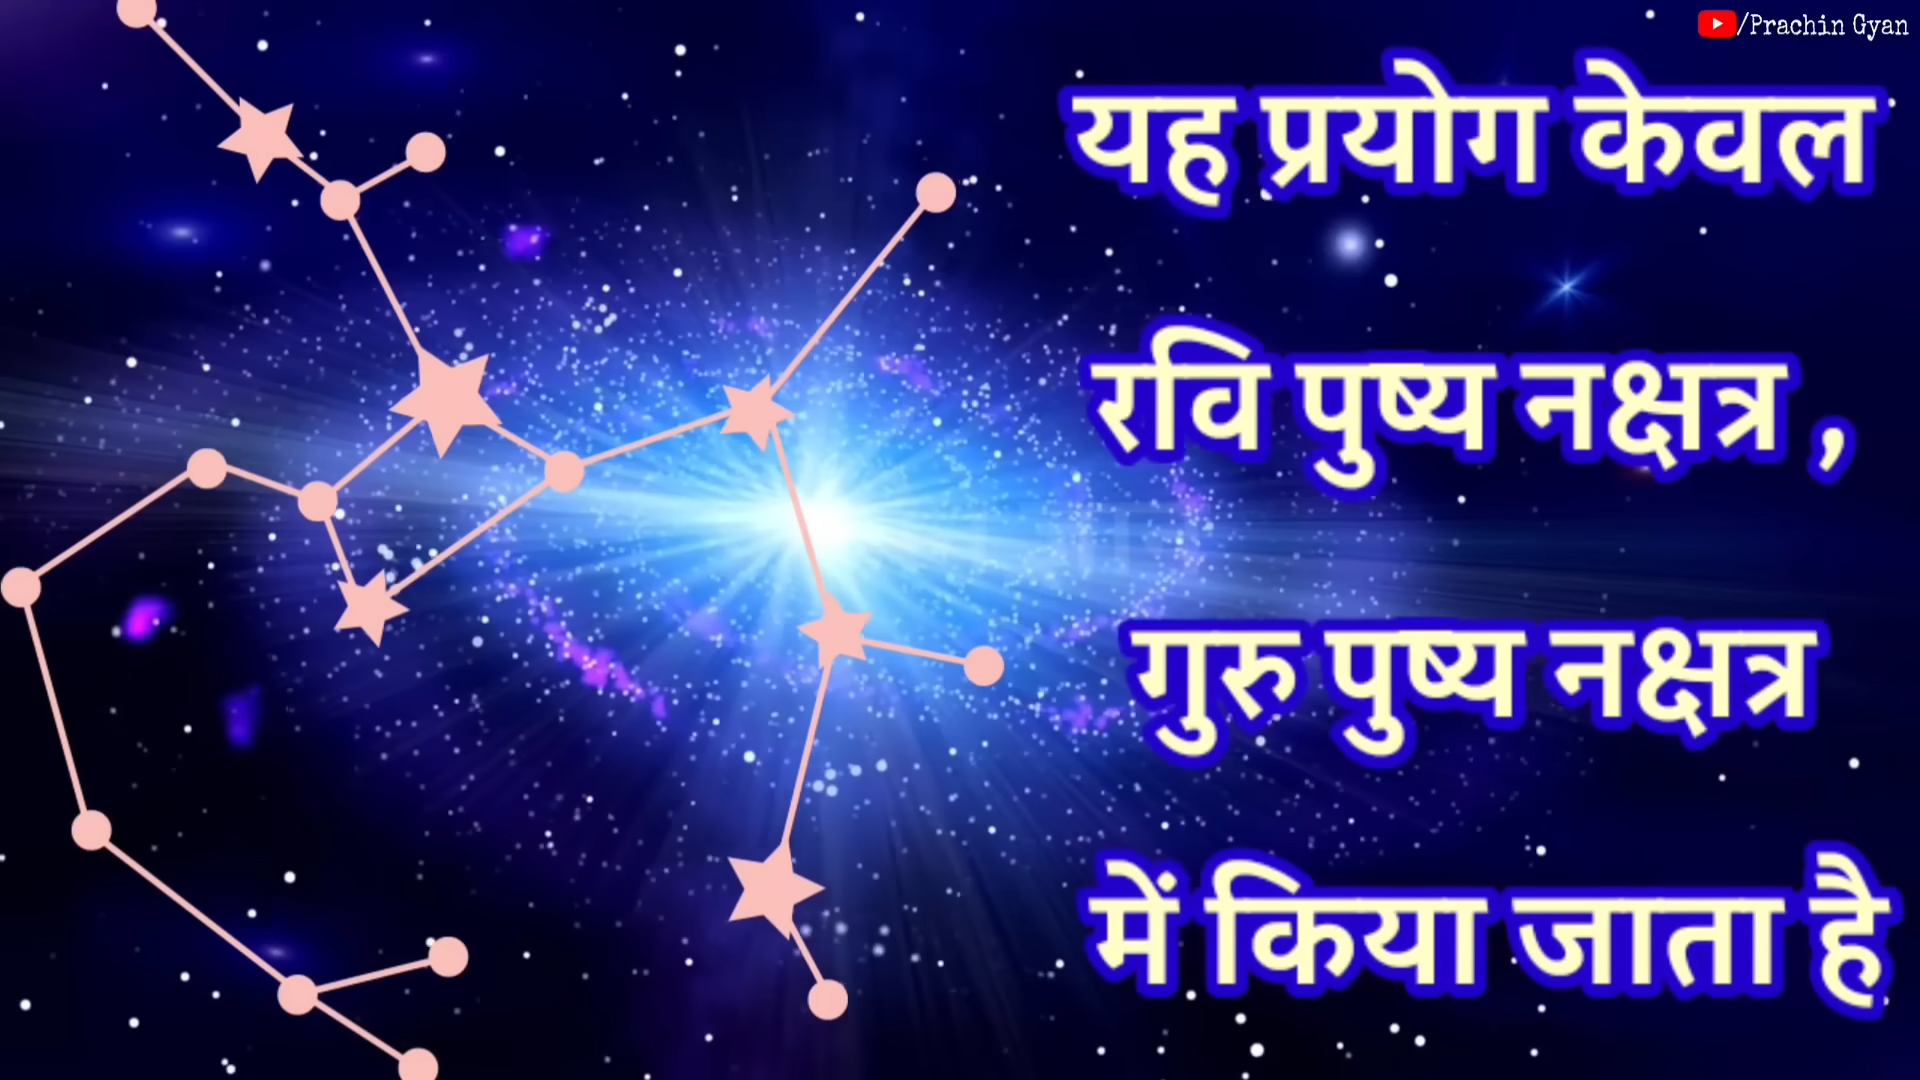 /Prachin Gyan
यह प्रयोग केवल
रवि पुष्य नक्षत्र ,
गुरु पुष्य नक्षत्र
में किया जाता है